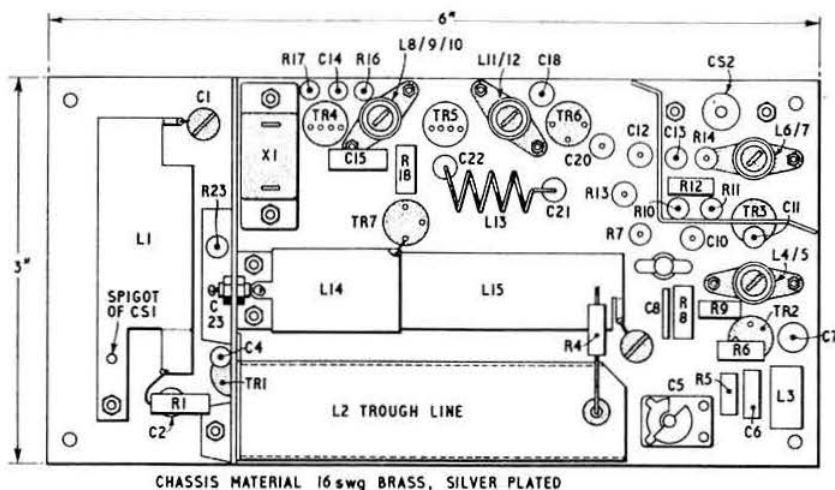 6"
R17 C14 R16 L8/9/10 L11/12 C18 CS2
C1
TR4 TR5 TR6
C12 C13 R14 L6/7
X1 C15 R18 C22 C20
R12
R23 R13 R10 R11 C11
L1 TR7 L13 C21 TR3
R7 C10
3"
L4/5
SPIGOT OF CS1
L14 L15
C23 C8 R8 R9
TR2
C4 R4 R6 C7
TR1
R1 L2 TROUGH LINE C5 R5 C6 L3
C2
CHASSIS MATERIAL 16 swg BRASS, SILVER PLATED